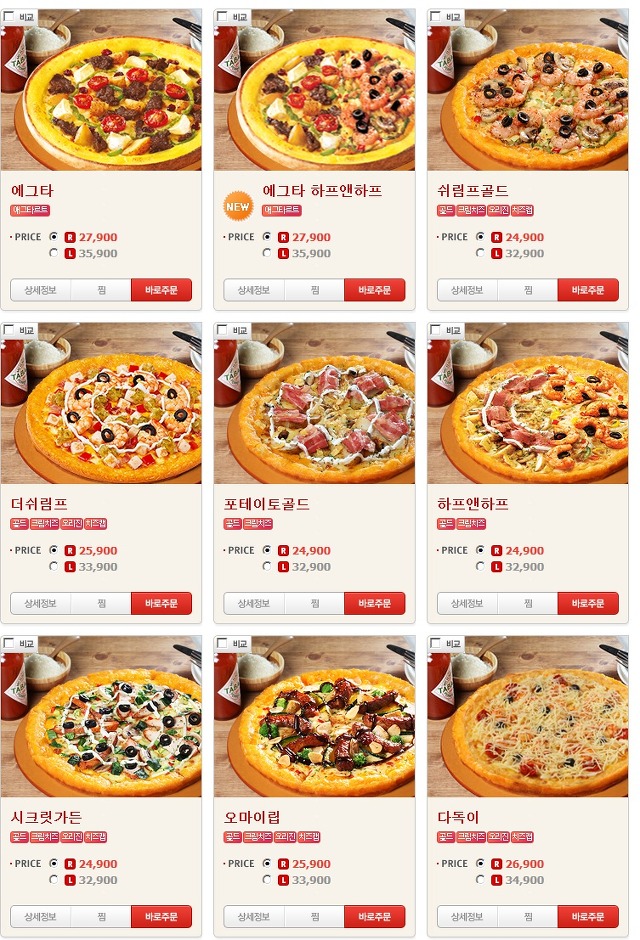 비교
에그타
에그타르트
· PRICE R 27,900
L 35,900
상세정보 찜 바로주문
비교
NEW
에그타 하프앤하프
에그타르트
· PRICE R 27,900
L 35,900
상세정보 찜 바로주문
비교
쉬림프골드
골드 크림치즈 오리진 치즈캡
· PRICE R 24,900
L 32,900
상세정보 찜 바로주문
비교
더쉬림프
골드 크림치즈 오리진 치즈캡
· PRICE R 25,900
L 33,900
상세정보 찜 바로주문
비교
포테이토골드
골드 크림치즈
· PRICE R 24,900
L 32,900
상세정보 찜 바로주문
비교
하프앤하프
골드 크림치즈
· PRICE R 24,900
L 32,900
상세정보 찜 바로주문
비교
시크릿가든
골드 크림치즈 오리진 치즈캡
· PRICE R 24,900
L 32,900
상세정보 찜 바로주문
비교
오마이립
골드 크림치즈 오리진 치즈캡
· PRICE R 25,900
L 33,900
상세정보 찜 바로주문
비교
다독이
골드 크림치즈 오리진 치즈캡
· PRICE R 26,900
L 34,900
상세정보 찜 바로주문